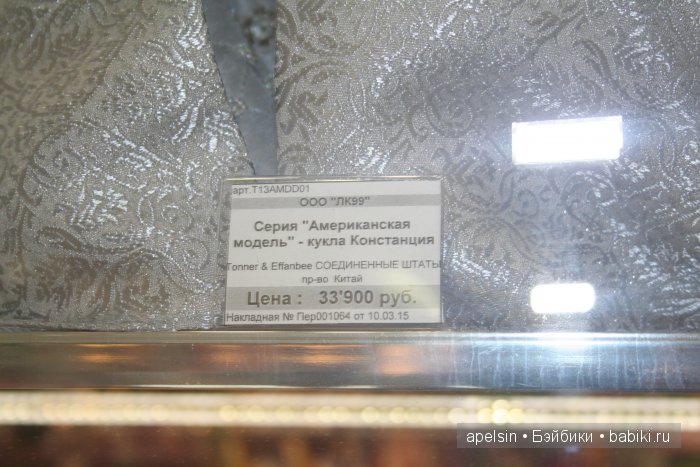 арт.T13AMDD01
ООО "ЛК99"
Серия "Американская
модель" - кукла Констанция
Tonner & Effanbee СОЕДИНЕННЫЕ ШТАТЫ
пр-во Китай
Цена : 33'900 руб.
Накладная № Пер001064 от 10.03.15
apelsin • Бэйбики • babiki.ru